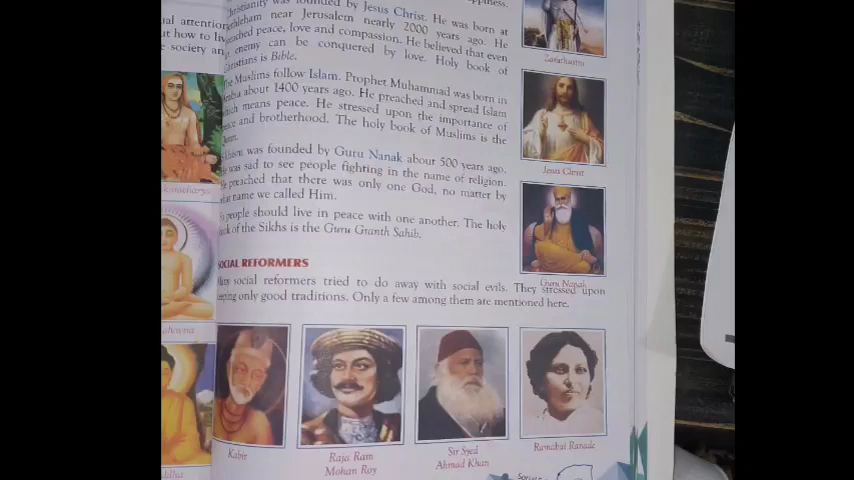 Christianity was founded by Jesus Christ. He was born at
Bethleham near Jerusalem nearly 2000 years ago. He
preached peace, love and compassion. He believed that even
enemy can be conquered by love. Holy book of
Christians is Bible.
The Muslims follow Islam. Prophet Muhammad was born in
about 1400 years ago. He preached and spread Islam
which means peace. He stressed upon the importance of
and brotherhood. The holy book of Muslims is the
was founded by Guru Nanak about 500 years ago.
was sad to see people fighting in the name of religion.
preached that there was only one God, no matter by
name we called Him.
people should live in peace with one another. The holy
of the Sikhs is the Guru Granth Sahib.
SOCIAL REFORMERS
Many social reformers tried to do away with social evils. They stressed upon
only good traditions. Only a few among them are mentioned here.
attention
how to
society
Zarathustra
Jesus Christ
Guru Nanak
Kabir
Raja Ram
Mohan Roy
Sir Syed
Ahmad Khan
Ramabai Ranade